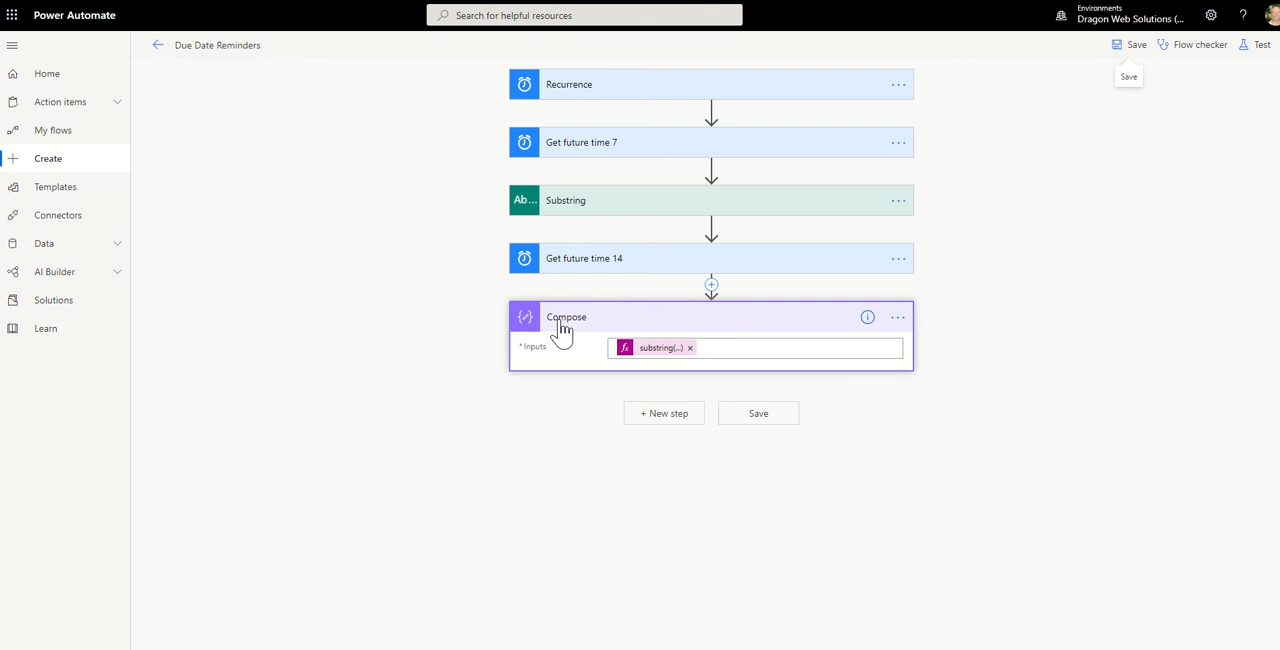 Power Automate
Search for helpful resources
Environments
Dragon Web Solutions (...
?
Due Date Reminders
Save
Flow checker
Test
Save
Home
Action items
My flows
Create
Templates
Connectors
Data
AI Builder
Solutions
Learn
Recurrence
...
Get future time 7
...
Ab...
Substring
...
Get future time 14
...
Compose
...
* Inputs
fx substring(...) ×
+ New step
Save